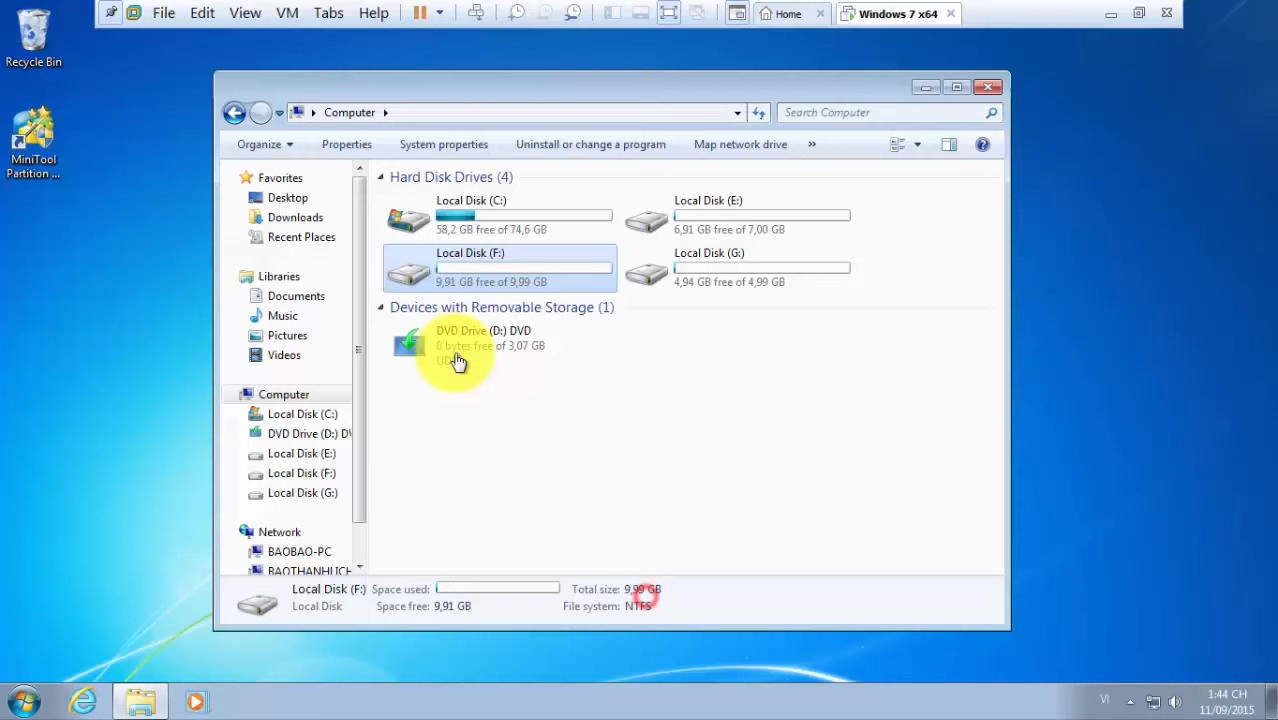 File Edit View VM Tabs Help Home Windows 7 x64
Recycle Bin
MiniTool
Partition ...
Computer
Search Computer
Organize Properties System properties Uninstall or change a program Map network drive »
Favorites
Desktop
Downloads
Recent Places
Libraries
Documents
Music
Pictures
Videos
Computer
Local Disk (C:)
DVD Drive (D:) DV
Local Disk (E:)
Local Disk (F:)
Local Disk (G:)
Network
BAOBAO-PC
BAOTHANHLICH
Hard Disk Drives (4)
Local Disk (C:)
58,2 GB free of 74,6 GB
Local Disk (E:)
6,91 GB free of 7,00 GB
Local Disk (F:)
9,91 GB free of 9,99 GB
Local Disk (G:)
4,94 GB free of 4,99 GB
Devices with Removable Storage (1)
DVD Drive (D:) DVD
0 bytes free of 3,07 GB
Local Disk (F:) Space used: Total size: 9,99 GB
Local Disk Space free: 9,91 GB File system: NTFS
VI
1:44 CH
11/09/2015